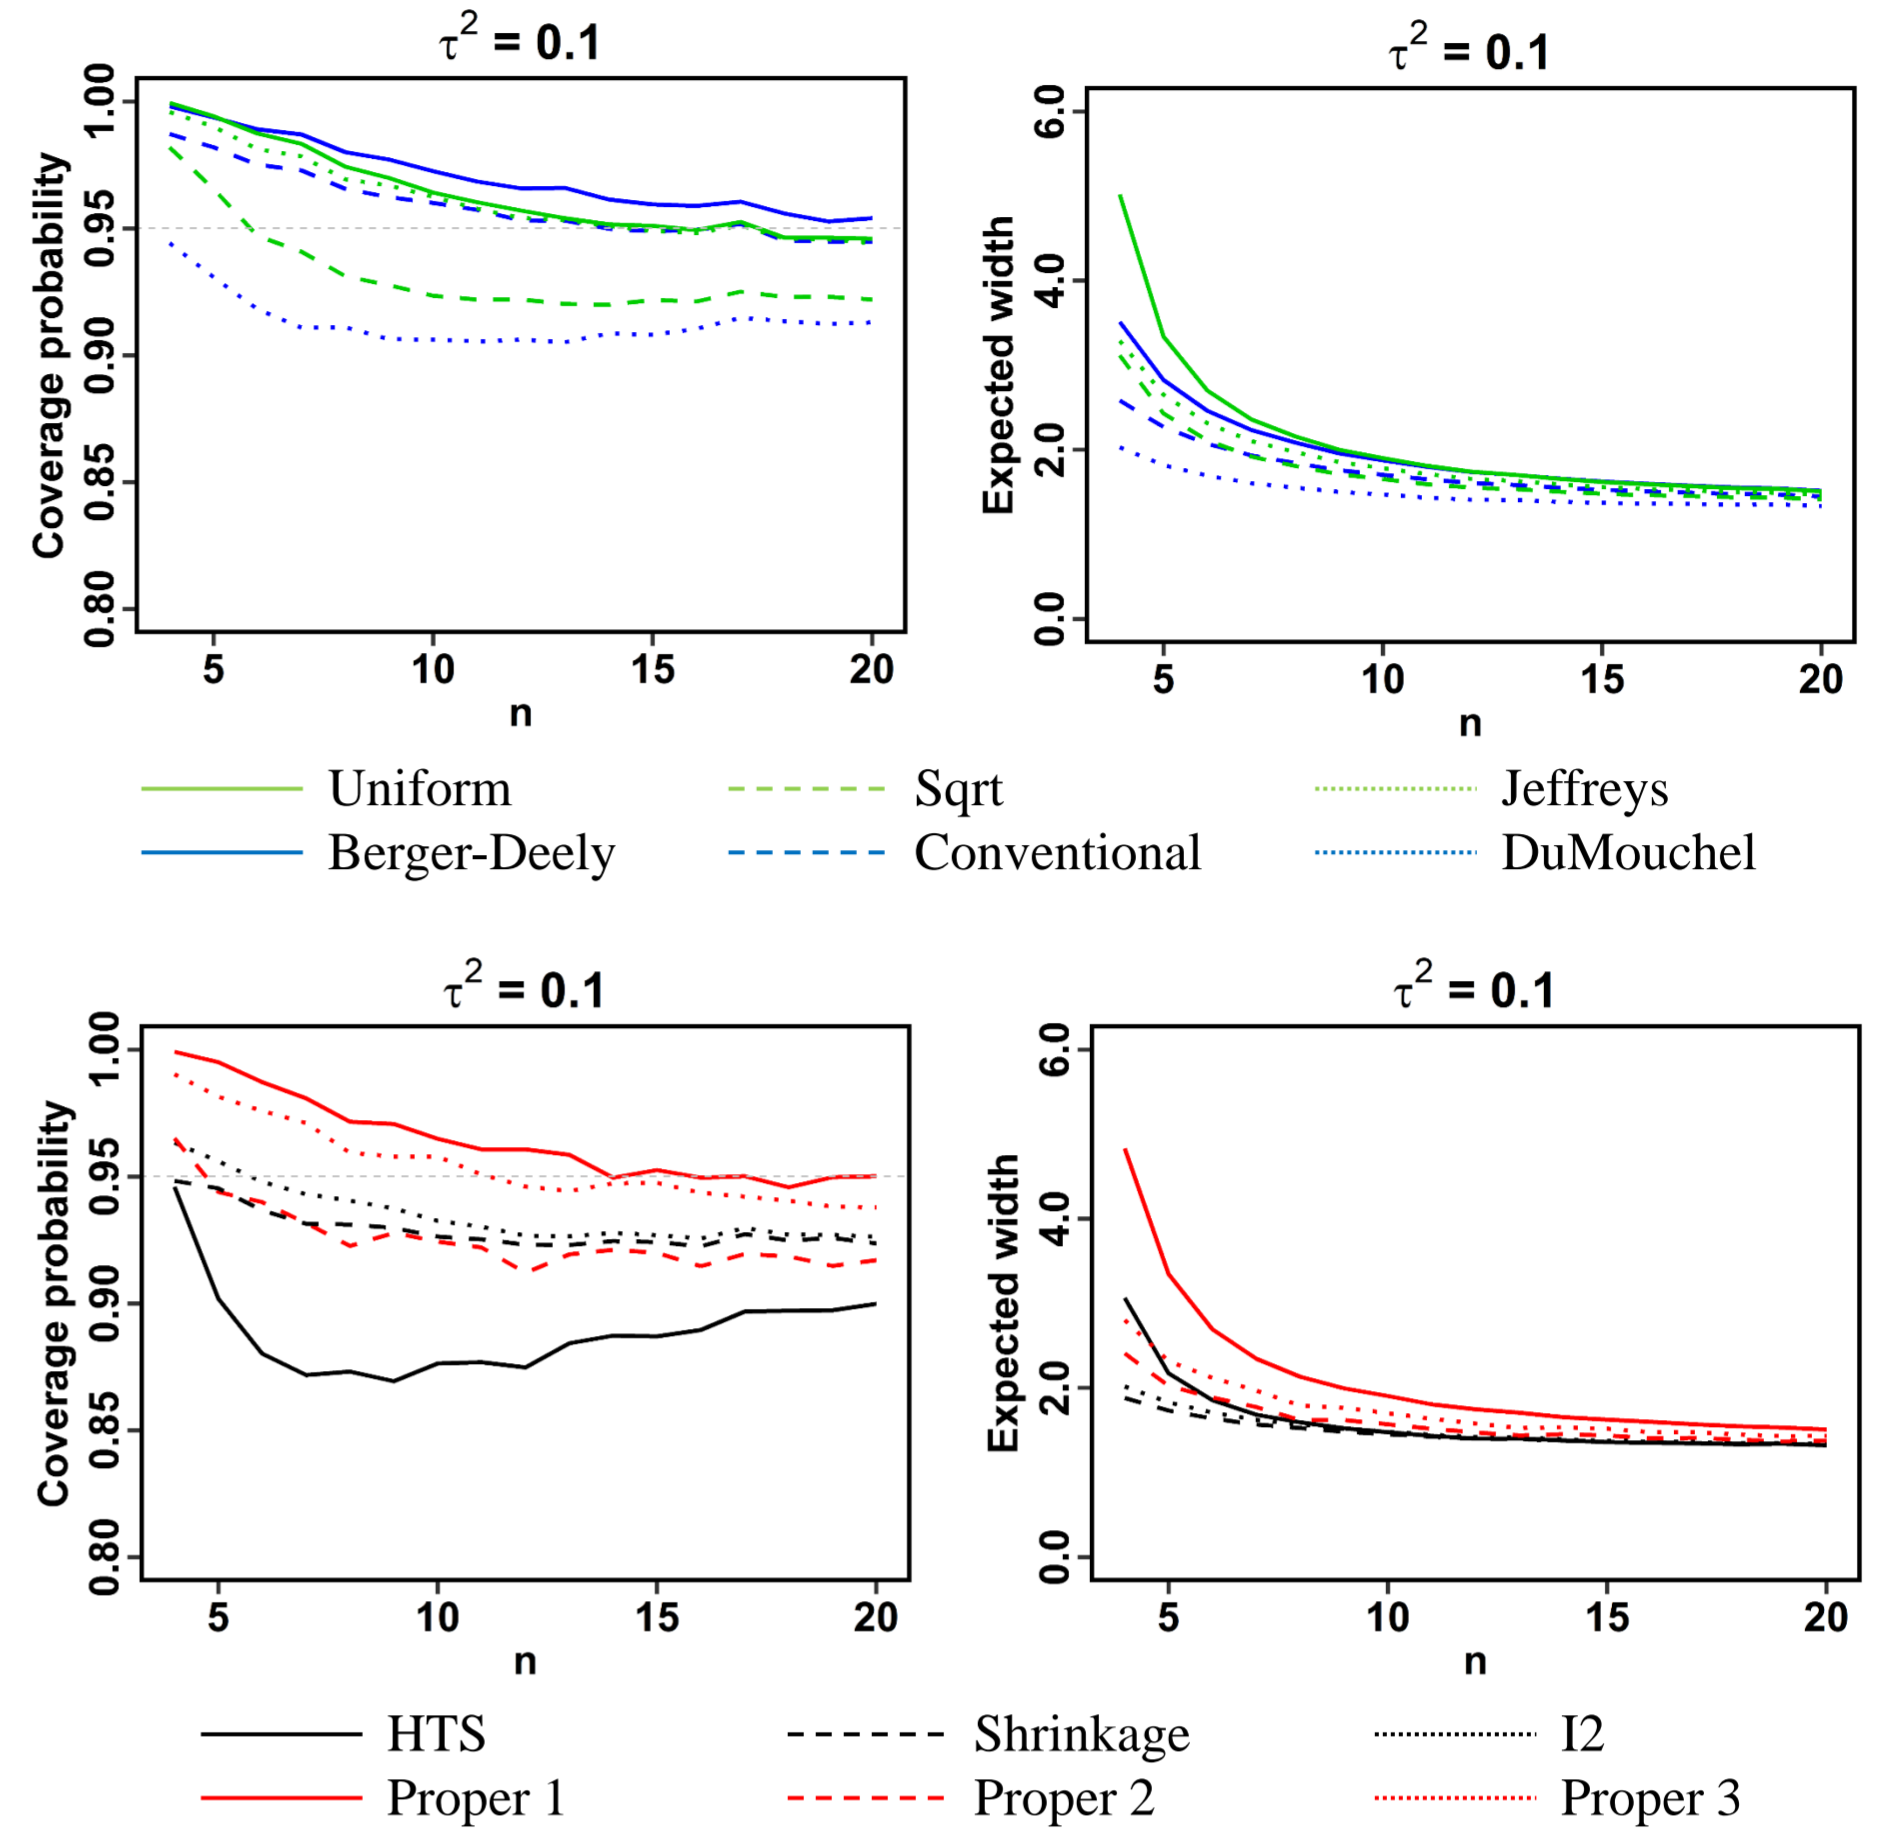 τ² = 0.1
Coverage probability
1.00
0.95
0.90
0.85
0.80
5 10 15 20
n
τ² = 0.1
Expected width
6.0
4.0
2.0
0.0
5 10 15 20
n
Uniform Sqrt Jeffreys
Berger-Deely Conventional DuMouchel
τ² = 0.1
Coverage probability
1.00
0.95
0.90
0.85
0.80
5 10 15 20
n
τ² = 0.1
Expected width
6.0
4.0
2.0
0.0
5 10 15 20
n
HTS Shrinkage I2
Proper 1 Proper 2 Proper 3